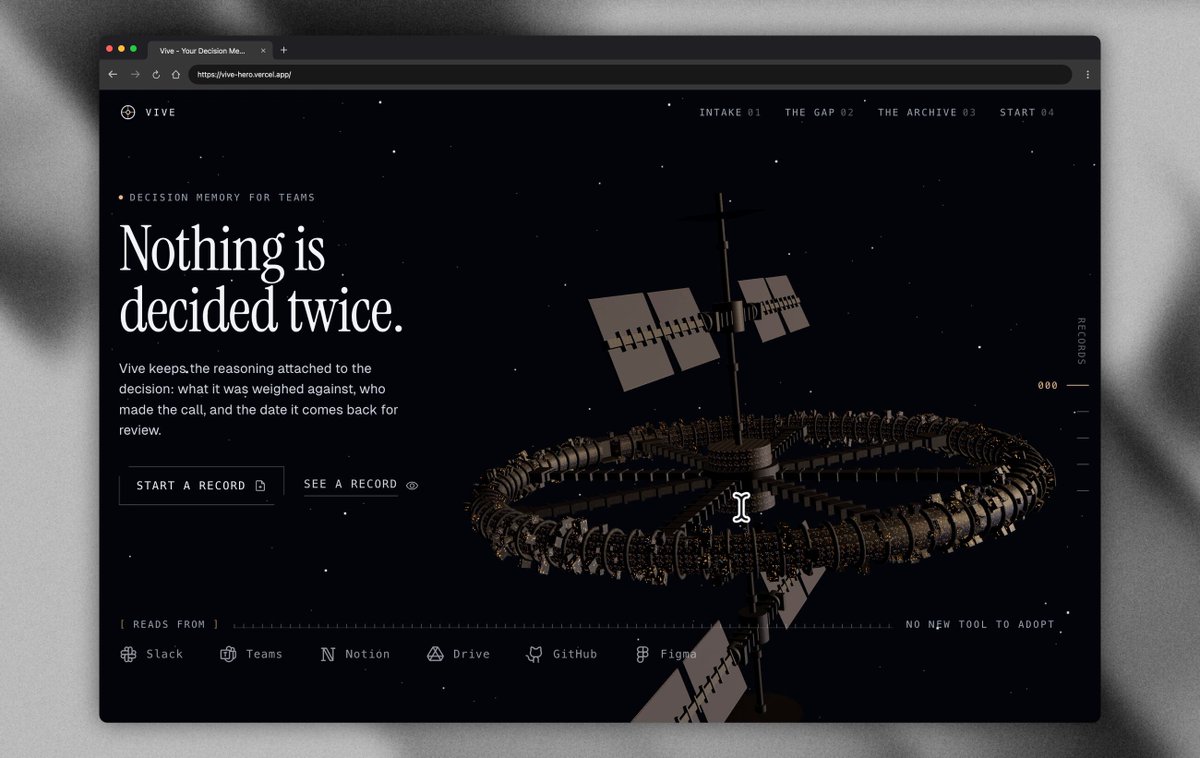 Vive - Your Decision Me...
https://vive-hero.vercel.app/
VIVE
INTAKE 01
THE GAP 02
THE ARCHIVE 03
START 04
DECISION MEMORY FOR TEAMS
Nothing is
decided twice.
Vive keeps the reasoning attached to the
decision: what it was weighed against, who
made the call, and the date it comes back for
review.
START A RECORD
SEE A RECORD
RECORDS
000
[ READS FROM ]
NO NEW TOOL TO ADOPT
Slack
Teams
Notion
Drive
GitHub
Figma